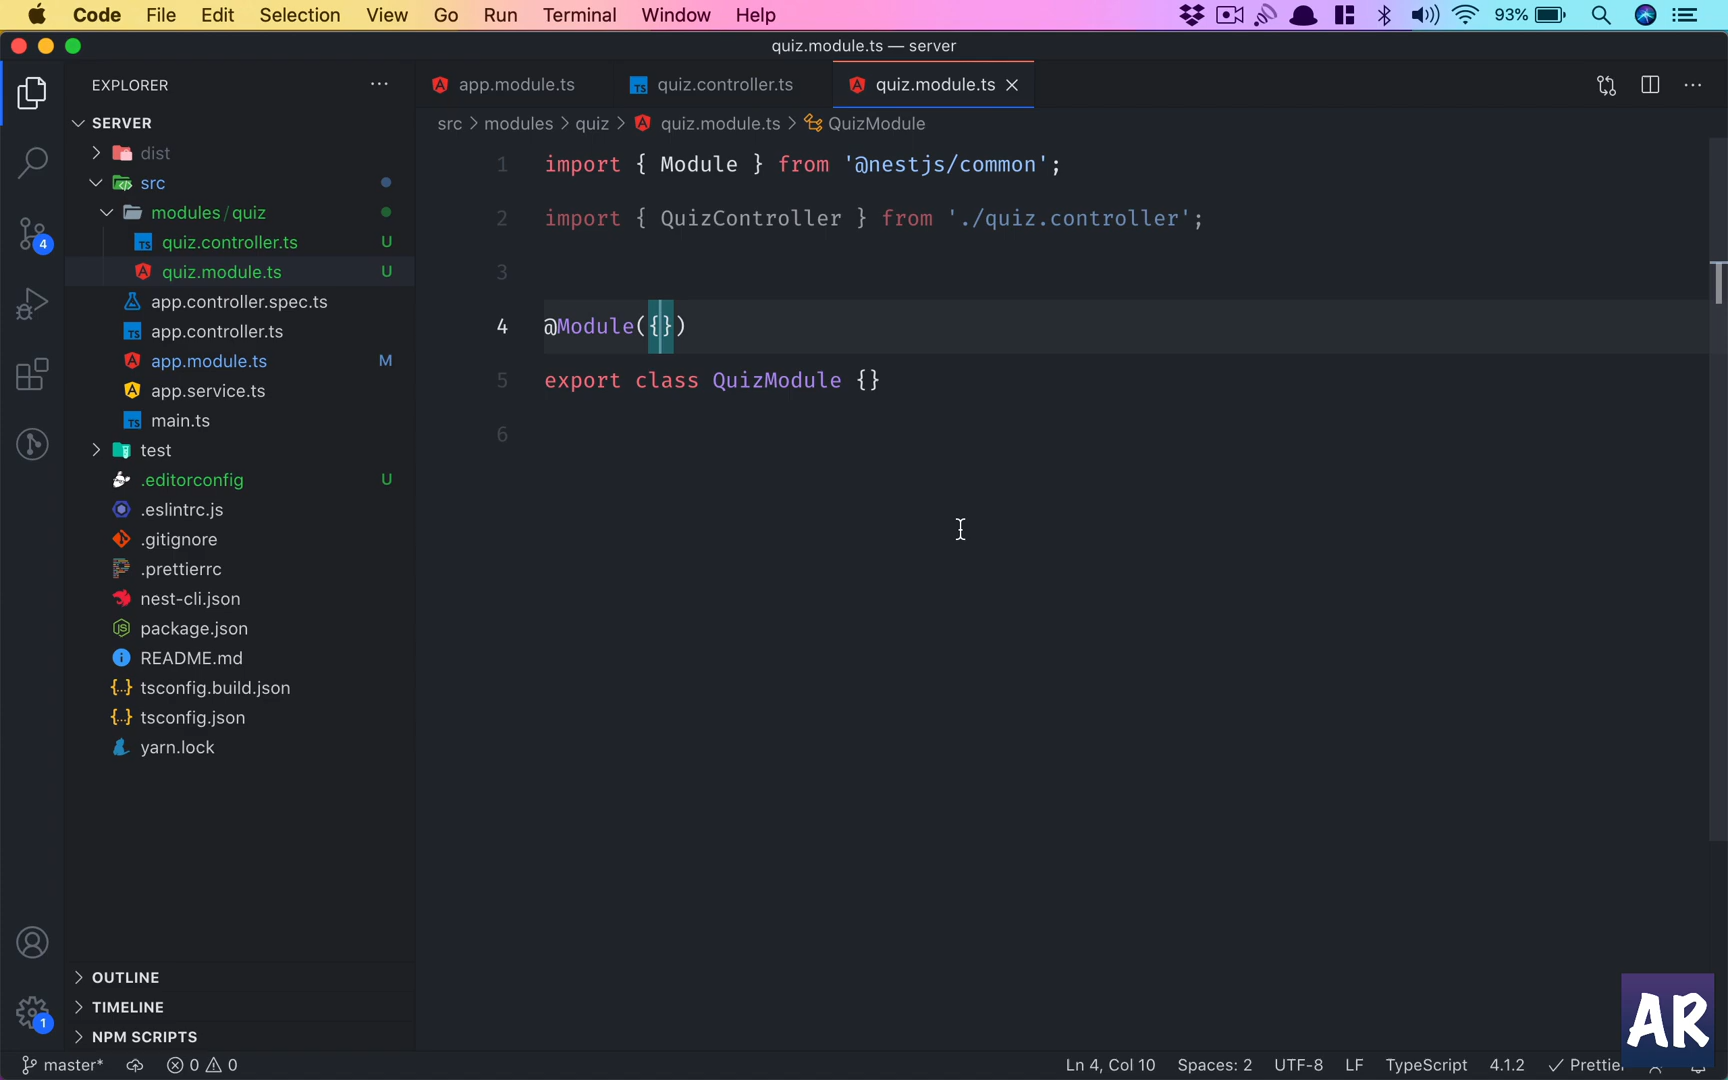 Code File Edit Selection View Go Run Terminal Window Help 93%
quiz.module.ts — server
EXPLORER
app.module.ts
quiz.controller.ts
quiz.module.ts
src > modules > quiz > quiz.module.ts > QuizModule
SERVER
dist
src
modules/quiz
quiz.controller.ts U
quiz.module.ts U
app.controller.spec.ts
app.controller.ts
app.module.ts M
app.service.ts
main.ts
test
.editorconfig U
.eslintrc.js
.gitignore
.prettierrc
nest-cli.json
package.json
README.md
tsconfig.build.json
tsconfig.json
yarn.lock
OUTLINE
TIMELINE
NPM SCRIPTS
4
1
1 import { Module } from '@nestjs/common';
2 import { QuizController } from './quiz.controller';
3
4 @Module({})
5 export class QuizModule {}
6
AR
master* 0 0 Ln 4, Col 10 Spaces: 2 UTF-8 LF TypeScript 4.1.2 Prettie